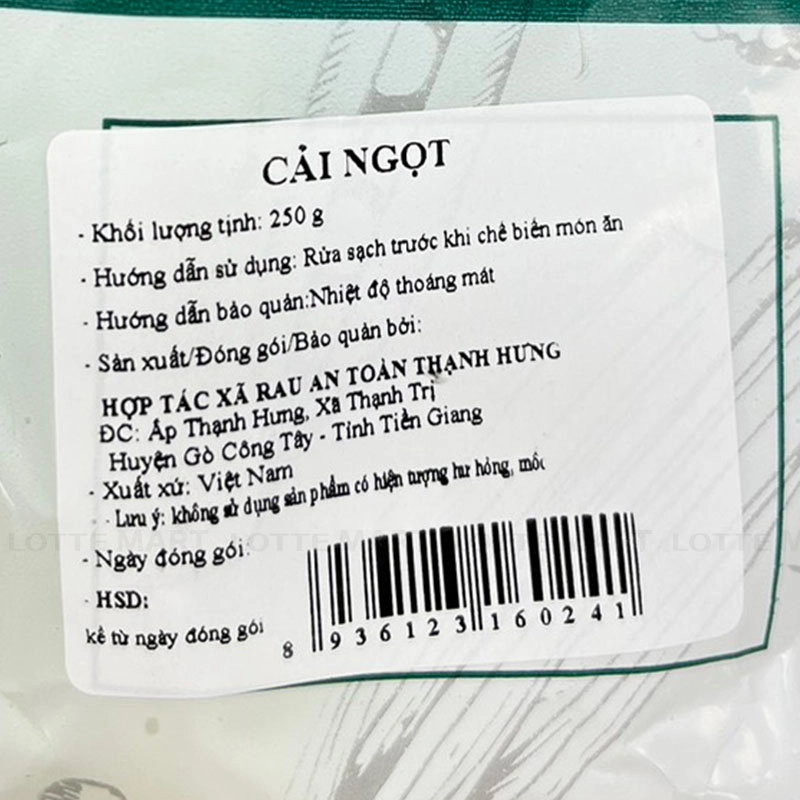 CẢI NGỌT
- Khối lượng tịnh: 250 g
- Hướng dẫn sử dụng: Rửa sạch trước khi chế biến món ăn
- Hướng dẫn bảo quản:Nhiệt độ thoáng mát
- Sản xuất/Đóng gói/Bảo quản bởi:
HỢP TÁC XÃ RAU AN TOÀN THẠNH HƯNG
ĐC: Ấp Thạnh Hưng, Xã Thạnh Trị
Huyện Gò Công Tây - Tỉnh Tiền Giang
- Xuất xứ: Việt Nam
- Lưu ý: không sử dụng sản phẩm có hiện tượng hư hỏng, mốc
LOTTE MART LOTTE MART LOTTE
- Ngày đóng gói:
- HSD:
kể từ ngày đóng gói
8 936123 160241